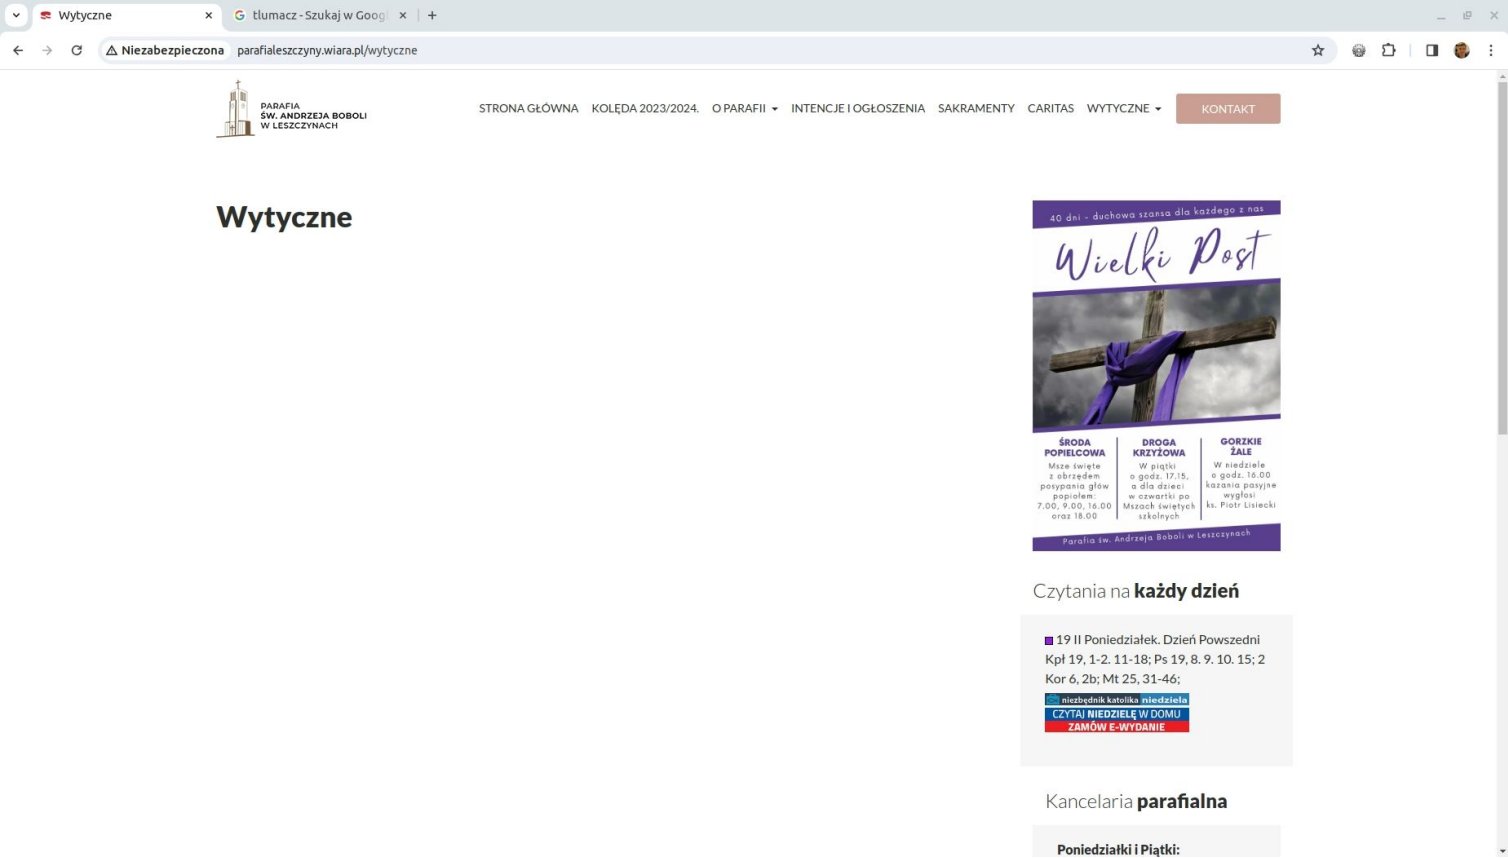 Wytyczne
tlumacz - Szukaj w Goog
Niezabezpieczona parafialeszczyny.wiara.pl/wytyczne
PARAFIA
ŚW. ANDRZEJA BOBOLI
W LESZCZYNACH
STRONA GŁÓWNA KOLĘDA 2023/2024. O PARAFII INTENCJE I OGŁOSZENIA SAKRAMENTY CARITAS WYTYCZNE KONTAKT
Wytyczne
40 dni - duchowa szansa dla każdego z nas
Wielki Post
ŚRODA
POPIELCOWA
Msze święte
z obrzędem
posypania głów
popiołem:
7.00, 9.00, 16.00
oraz 18.00
DROGA
KRZYŻOWA
W piątki
o godz. 17.15,
a dla dzieci
w czwartki po
Mszach świętych
szkolnych
GORZKIE
ŻALE
W niedziele
o godz. 16.00
kazania pasyjne
wygłosi
ks. Piotr Lisiecki
Parafia św. Andrzeja Boboli w Leszczynach
Czytania na każdy dzień
19 II Poniedziałek. Dzień Powszedni
Kpł 19, 1-2. 11-18; Ps 19, 8. 9. 10. 15; 2
Kor 6, 2b; Mt 25, 31-46;
niezbędnik katolika niedziela
CZYTAJ NIEDZIELĘ W DOMU
ZAMÓW E-WYDANIE
Kancelaria parafialna
Poniedziałki i Piątki: